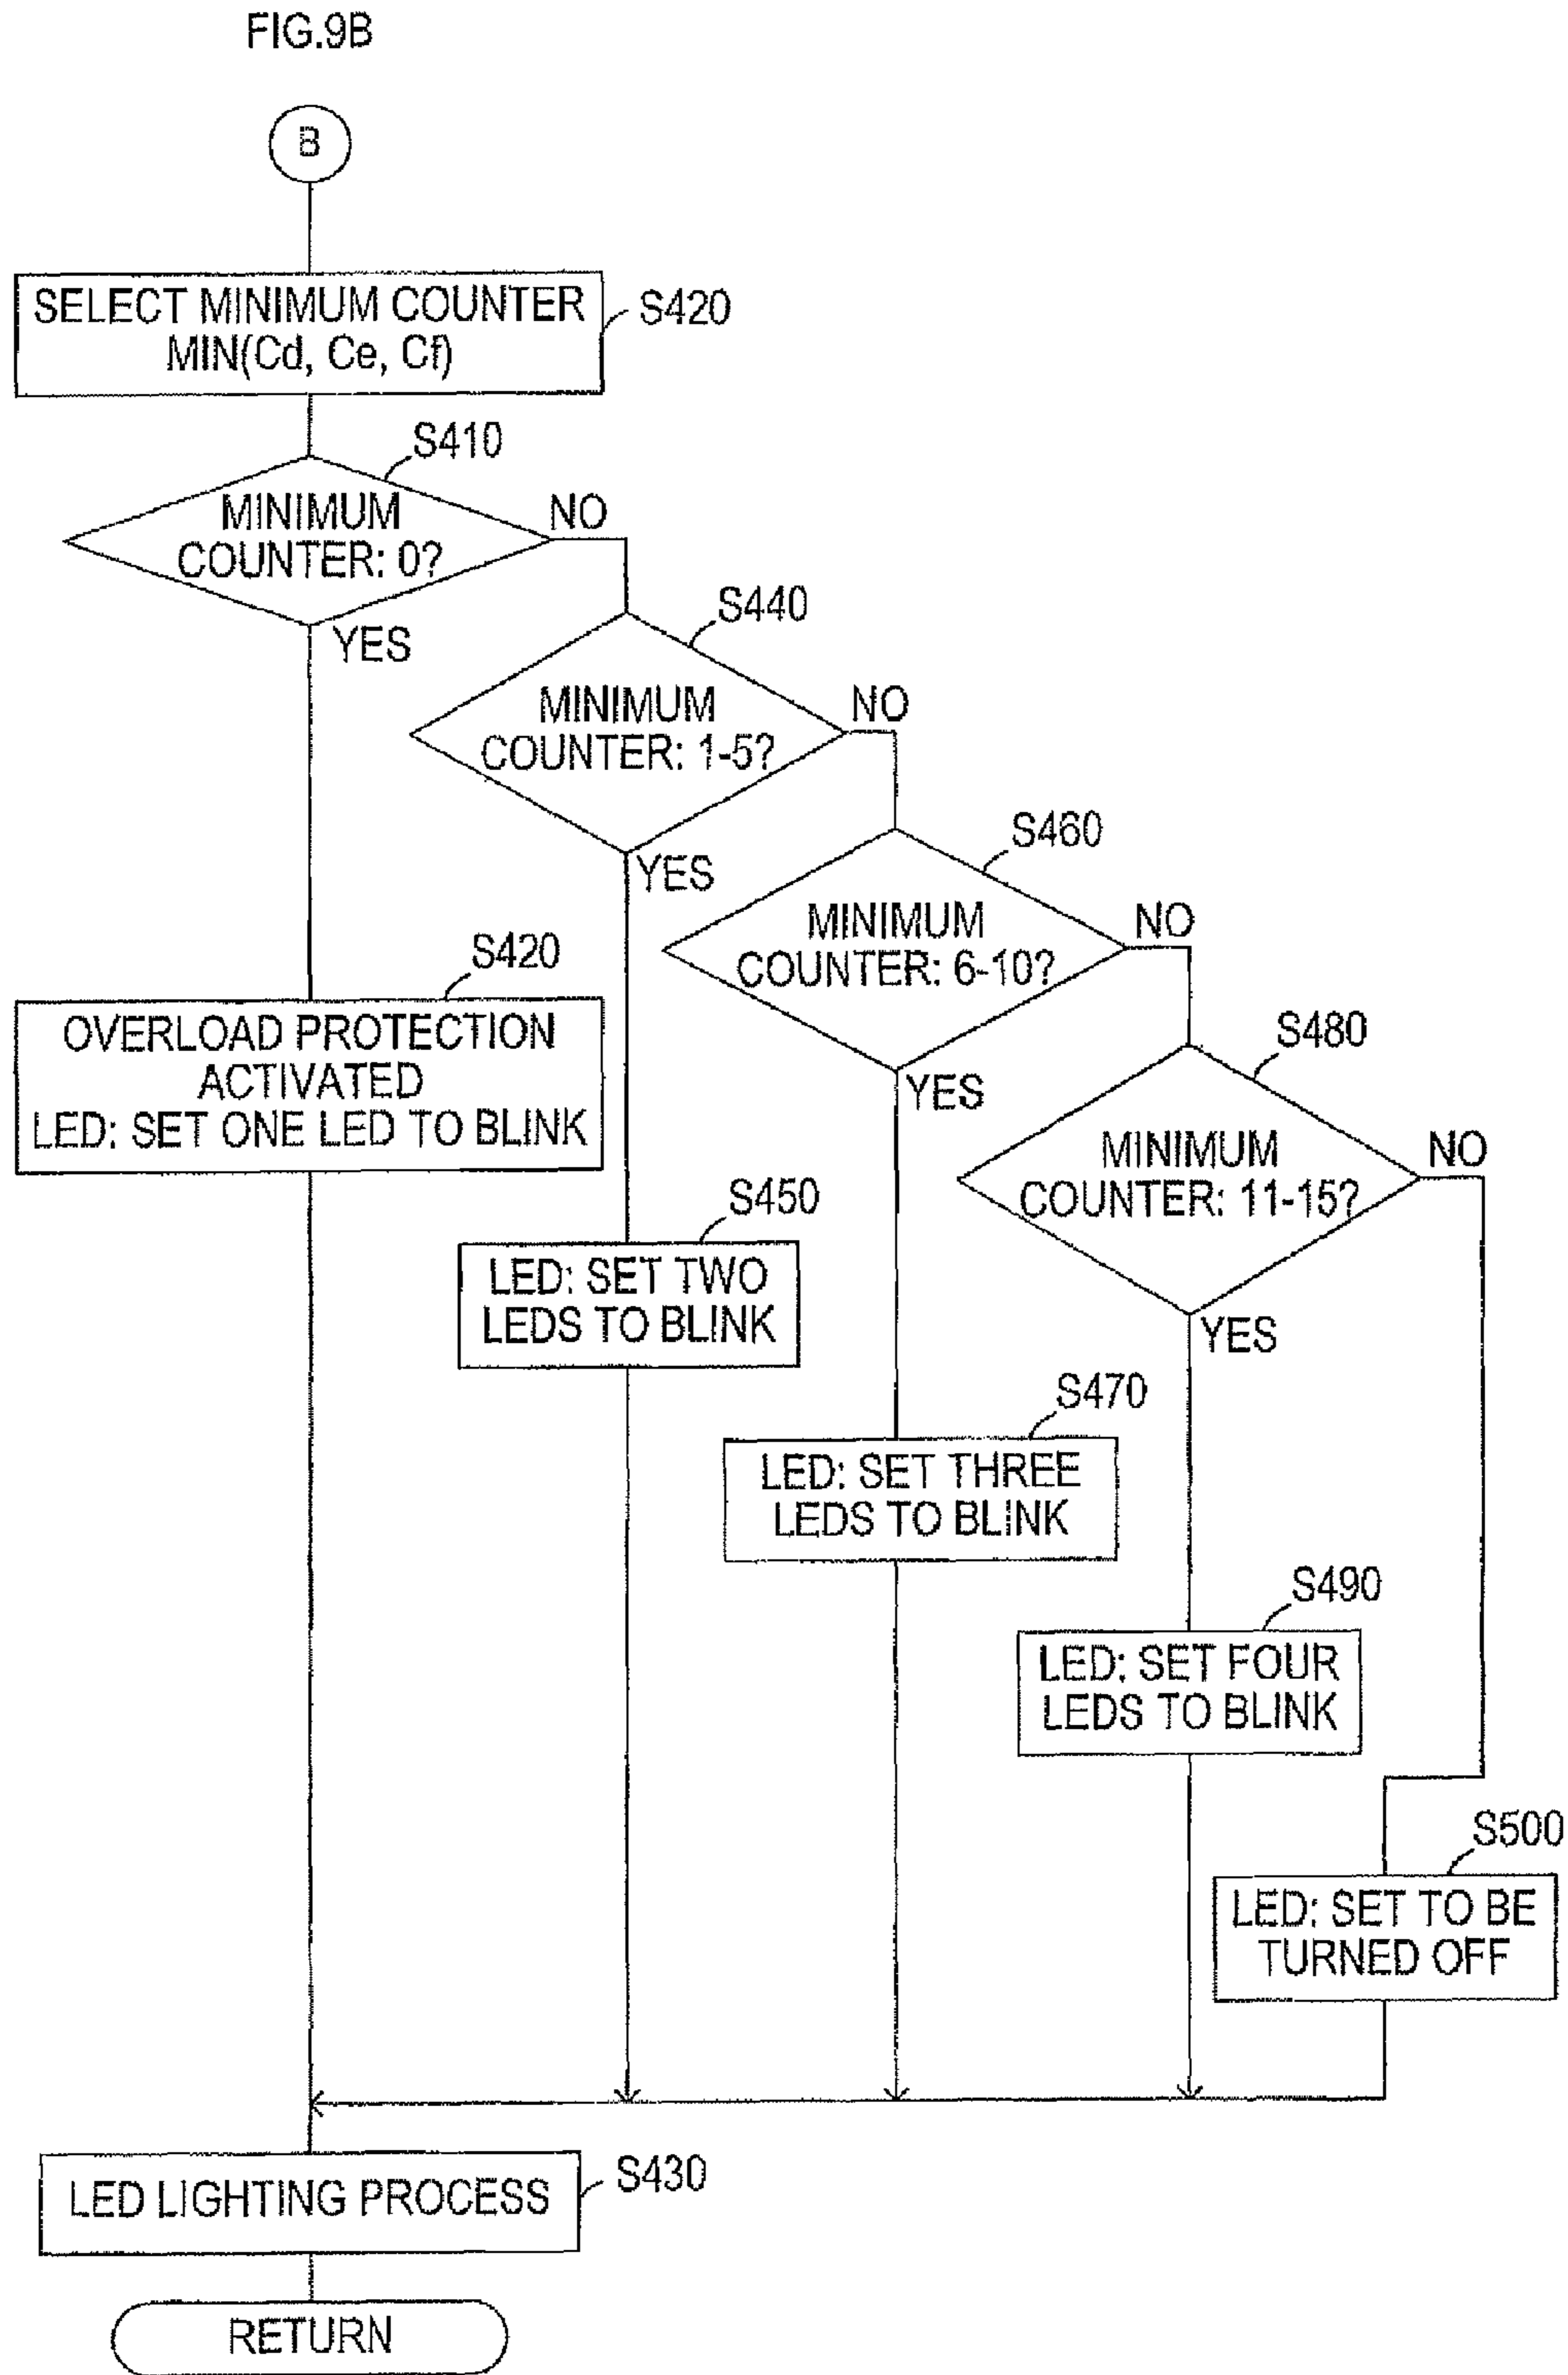 FIG.9B
B
SELECT MINIMUM COUNTER
MIN(Cd, Ce, Cf)
S420
S410
MINIMUM
COUNTER: 0?
NO
YES
S440
MINIMUM
COUNTER: 1-5?
NO
YES
S460
MINIMUM
COUNTER: 6-10?
NO
YES
S480
MINIMUM
COUNTER: 11-15?
NO
YES
S420
OVERLOAD PROTECTION
ACTIVATED
LED: SET ONE LED TO BLINK
S450
LED: SET TWO
LEDS TO BLINK
S470
LED: SET THREE
LEDS TO BLINK
S490
LED: SET FOUR
LEDS TO BLINK
S500
LED: SET TO BE
TURNED OFF
LED LIGHTING PROCESS
S430
RETURN